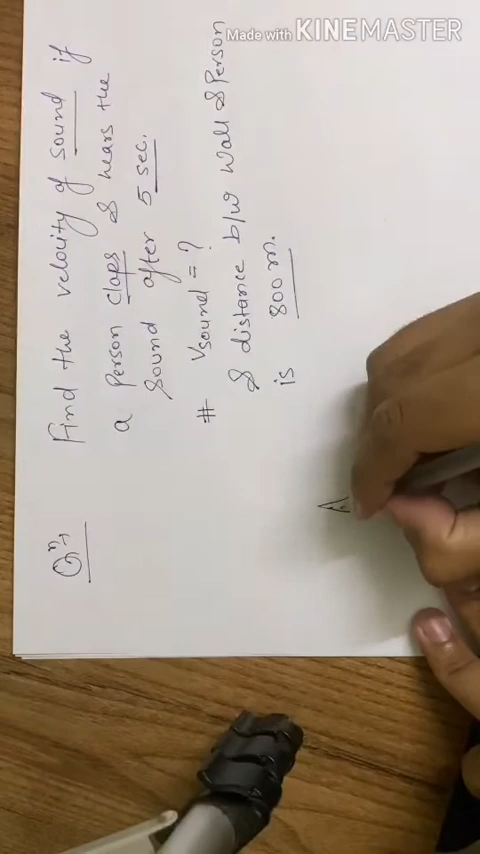 Made with KINEMASTER
Qⁿ→ Find the velocity of sound if
a Person claps & hears the
sound after 5 sec.
# Vsound = ?
& distance b/w Wall & Person
is 800 m.
A